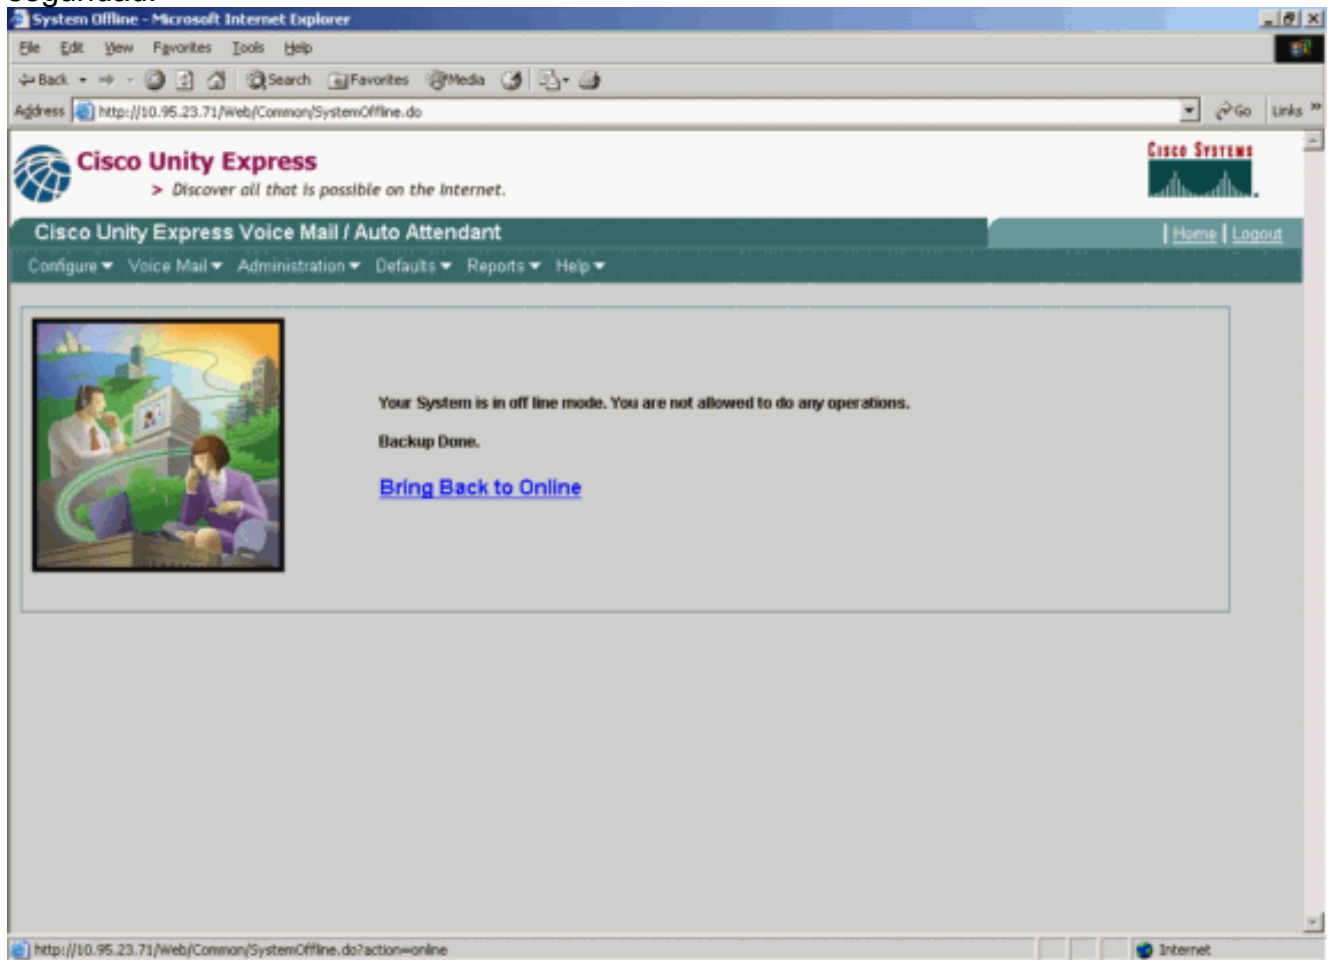 seguridad.
System Offline - Microsoft Internet Explorer
File Edit View Favorites Tools Help
Back Search Favorites Media
Address http://10.95.23.71/Web/Common/SystemOffline.do Go Links »
Cisco Unity Express
> Discover all that is possible on the Internet.
CISCO SYSTEMS
Cisco Unity Express Voice Mail / Auto Attendant | Home | Logout
Configure Voice Mail Administration Defaults Reports Help
Your System is in off line mode. You are not allowed to do any operations.
Backup Done.
Bring Back to Online
http://10.95.23.71/Web/Common/SystemOffline.do?action=online Internet